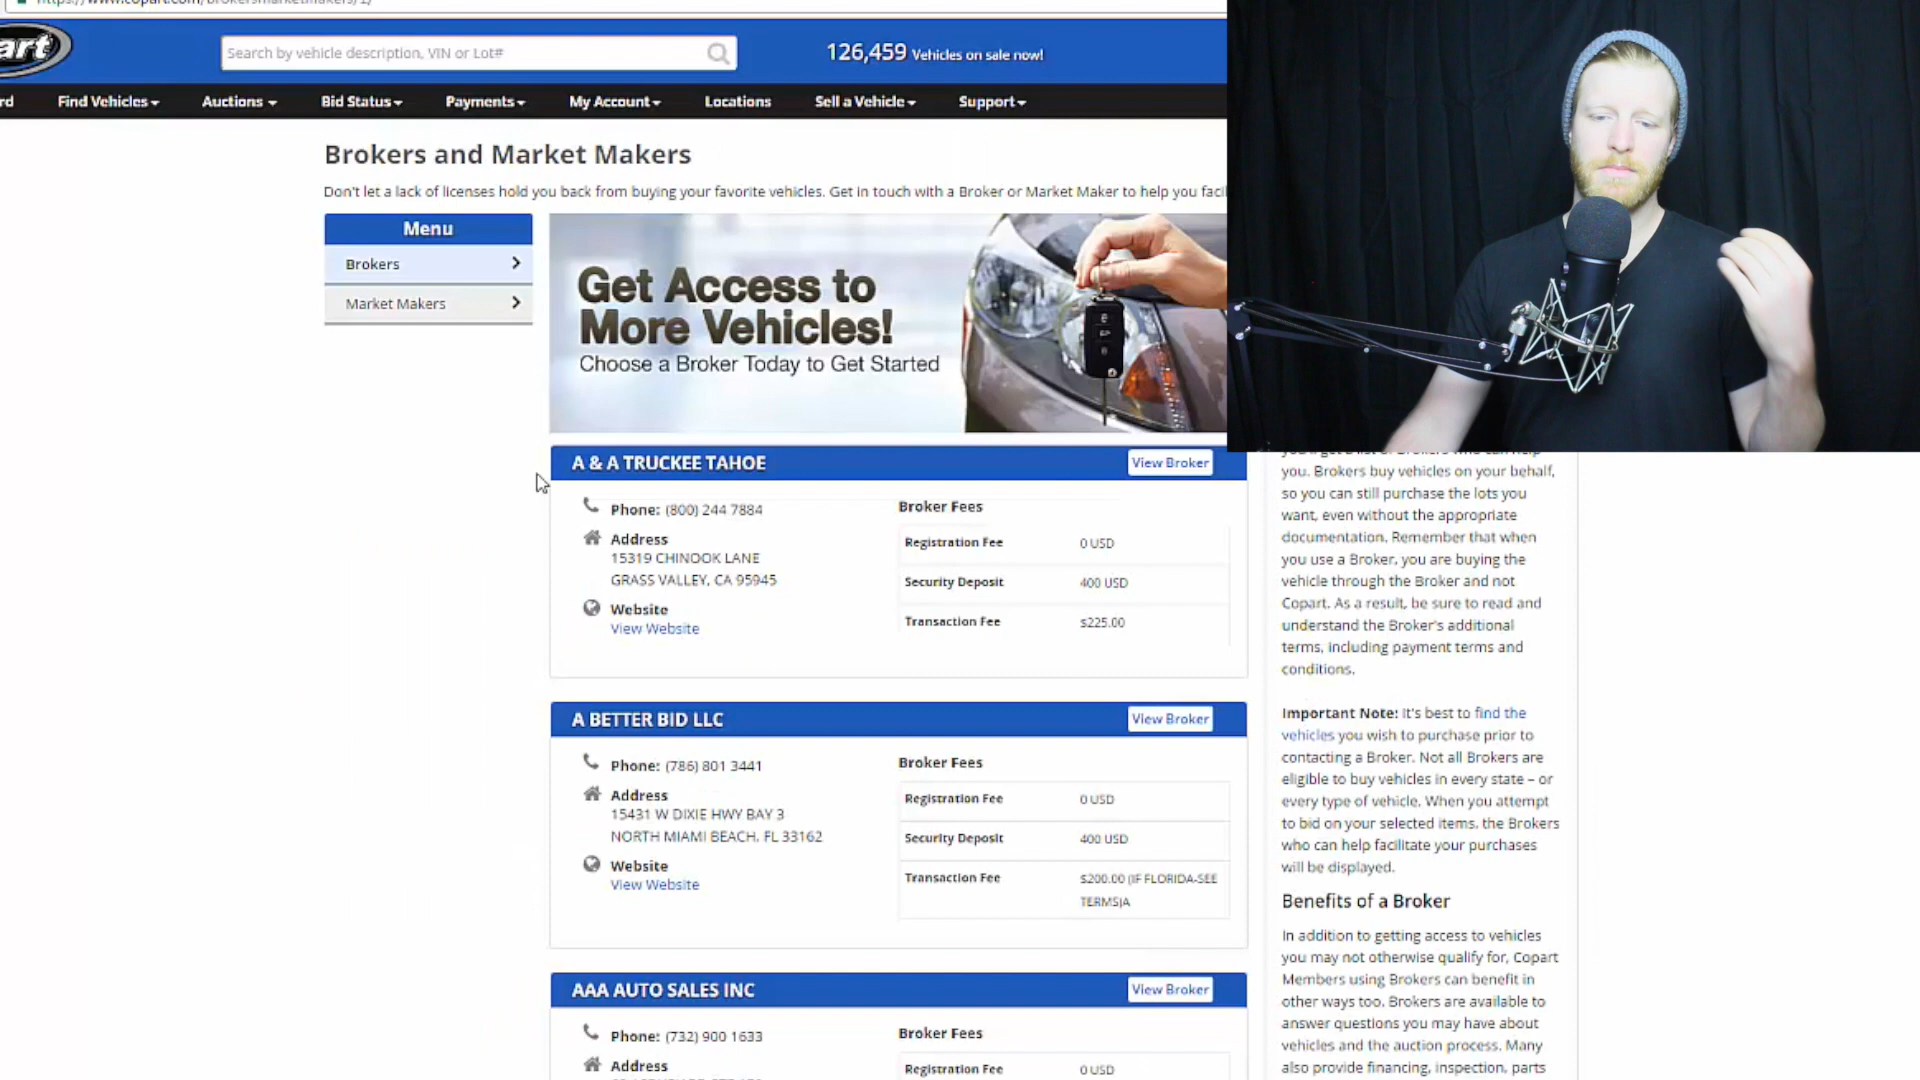 art
Search by vehicle description, VIN or Lot#
126,459 Vehicles on sale now!
rd
Find Vehicles
Auctions
Bid Status
Payments
My Account
Locations
Sell a Vehicle
Support
Brokers and Market Makers
Don't let a lack of licenses hold you back from buying your favorite vehicles. Get in touch with a Broker or Market Maker to help you facil
Menu
Brokers
Market Makers
Get Access to
More Vehicles!
Choose a Broker Today to Get Started
A & A TRUCKEE TAHOE
View Broker
Phone: (800) 244 7884
Address
15319 CHINOOK LANE
GRASS VALLEY, CA 95945
Website
View Website
Broker Fees
Registration Fee 0 USD
Security Deposit 400 USD
Transaction Fee $225.00
A BETTER BID LLC
View Broker
Phone: (786) 801 3441
Address
15431 W DIXIE HWY BAY 3
NORTH MIAMI BEACH, FL 33162
Website
View Website
Broker Fees
Registration Fee 0 USD
Security Deposit 400 USD
Transaction Fee $200.00 (IF FLORIDA-SEE
TERMS)A
AAA AUTO SALES INC
View Broker
Phone: (732) 900 1633
Address
Broker Fees
Registration Fee 0 USD
you. Brokers buy vehicles on your behalf,
so you can still purchase the lots you
want, even without the appropriate
documentation. Remember that when
you use a Broker, you are buying the
vehicle through the Broker and not
Copart. As a result, be sure to read and
understand the Broker's additional
terms, including payment terms and
conditions.
Important Note: It's best to find the
vehicles you wish to purchase prior to
contacting a Broker. Not all Brokers are
eligible to buy vehicles in every state – or
every type of vehicle. When you attempt
to bid on your selected items, the Brokers
who can help facilitate your purchases
will be displayed.
Benefits of a Broker
In addition to getting access to vehicles
you may not otherwise qualify for, Copart
Members using Brokers can benefit in
other ways too. Brokers are available to
answer questions you may have about
vehicles and the auction process. Many
also provide financing, inspection, parts